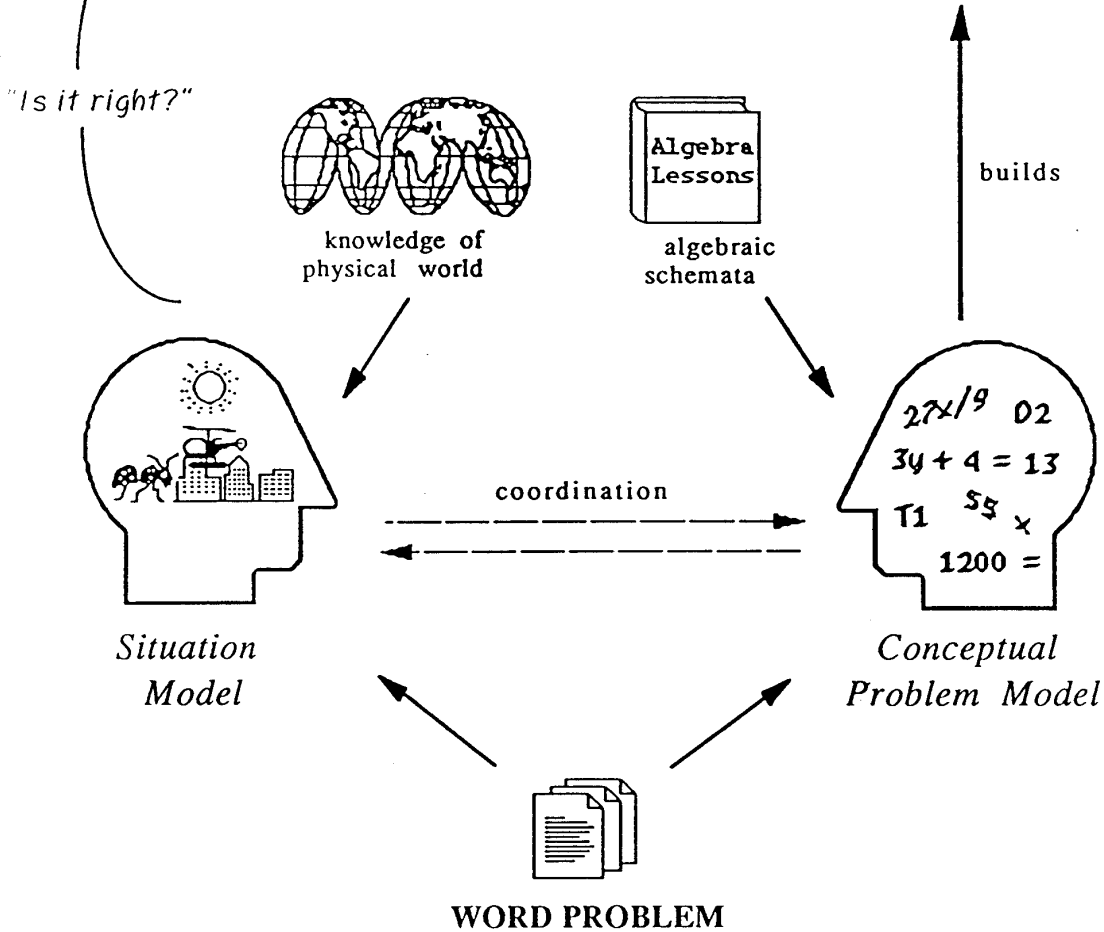 "Is it right?"
Algebra
Lessons
builds
knowledge of
physical world
algebraic
schemata
27x/9 D2
3y + 4 = 13
T1 55 x
1200 =
coordination
Situation
Model
Conceptual
Problem Model
WORD PROBLEM